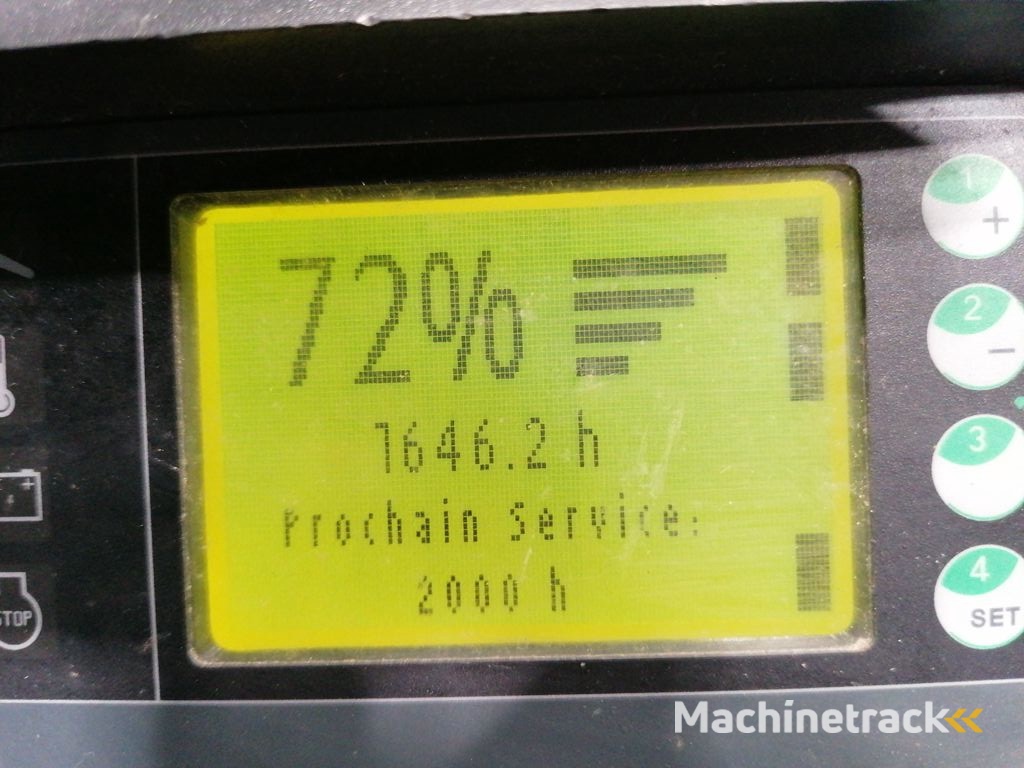 72%
1646.2 h
Prochain Service:
2000 h
1
+
2
−
3
4
SET
+
STOP
Machinetrack